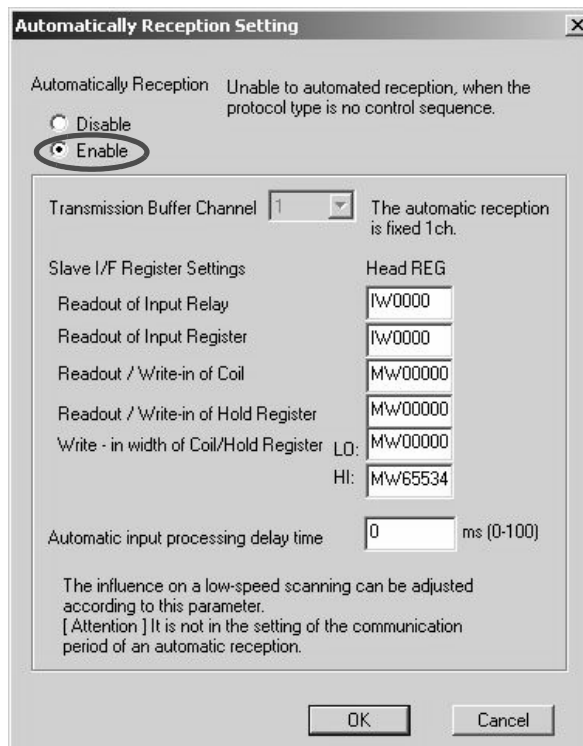 Automatically Reception Setting
Automatically Reception
Unable to automated reception, when the
protocol type is no control sequence.
Disable
Enable
Transmission Buffer Channel 1
The automatic reception
is fixed 1ch.
Slave I/F Register Settings Head REG
Readout of Input Relay IW0000
Readout of Input Register IW0000
Readout / Write-in of Coil MW00000
Readout / Write-in of Hold Register MW00000
Write - in width of Coil/Hold Register LO: MW00000
HI: MW65534
Automatic input processing delay time 0 ms (0-100)
The influence on a low-speed scanning can be adjusted
according to this parameter.
[ Attention ] It is not in the setting of the communication
period of an automatic reception.
OK Cancel